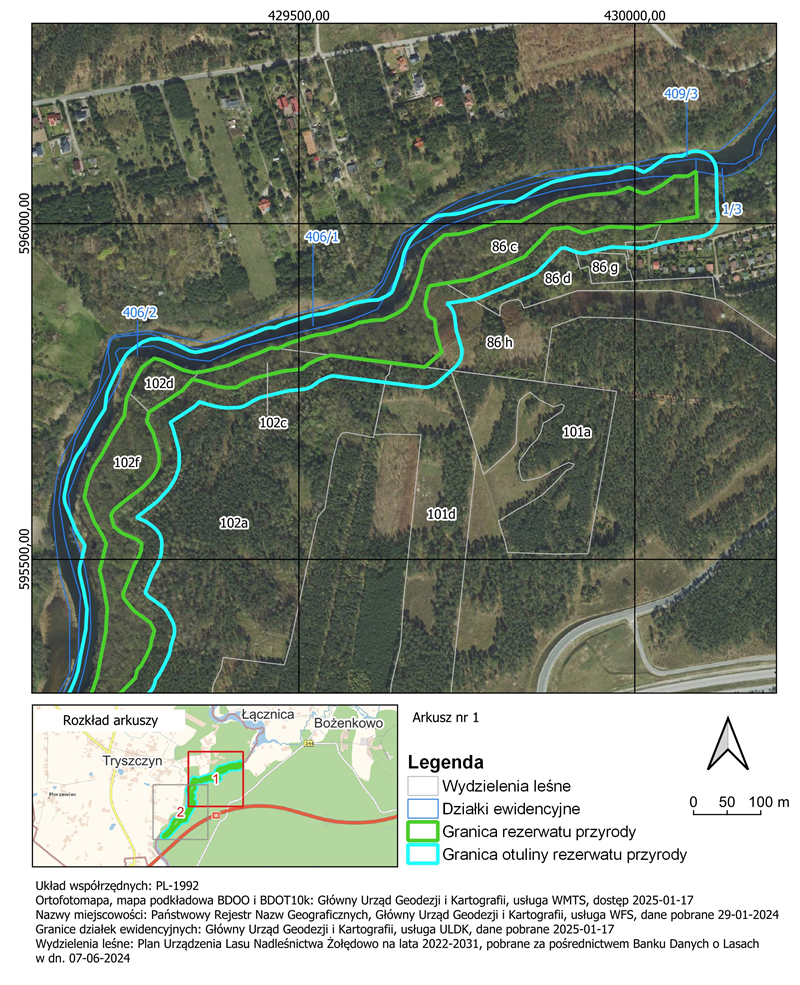 429500,00
430000,00
409/3
596000,00
1/3
406/1
86 c
86 d
86 g
406/2
86 h
102d
102c
101a
102f
101d
102a
595500,00
Rozkład arkuszy
Łącznica
Bożenkowo
244
Tryszczyn
Morzewiec
1
2
Arkusz nr 1
Legenda
Wydzielenia leśne
Działki ewidencyjne
Granica rezerwatu przyrody
Granica otuliny rezerwatu przyrody
0 50 100 m
Układ współrzędnych: PL-1992
Ortofotomapa, mapa podkładowa BDOO i BDOT10k: Główny Urząd Geodezji i Kartografii, usługa WMTS, dostęp 2025-01-17
Nazwy miejscowości: Państwowy Rejestr Nazw Geograficznych, Główny Urząd Geodezji i Kartografii, usługa WFS, dane pobrane 29-01-2024
Granice działek ewidencyjnych: Główny Urząd Geodezji i Kartografii, usługa ULDK, dane pobrane 2025-01-17
Wydzielenia leśne: Plan Urządzenia Lasu Nadleśnictwa Żołędowo na lata 2022-2031, pobrane za pośrednictwem Banku Danych o Lasach
w dn. 07-06-2024